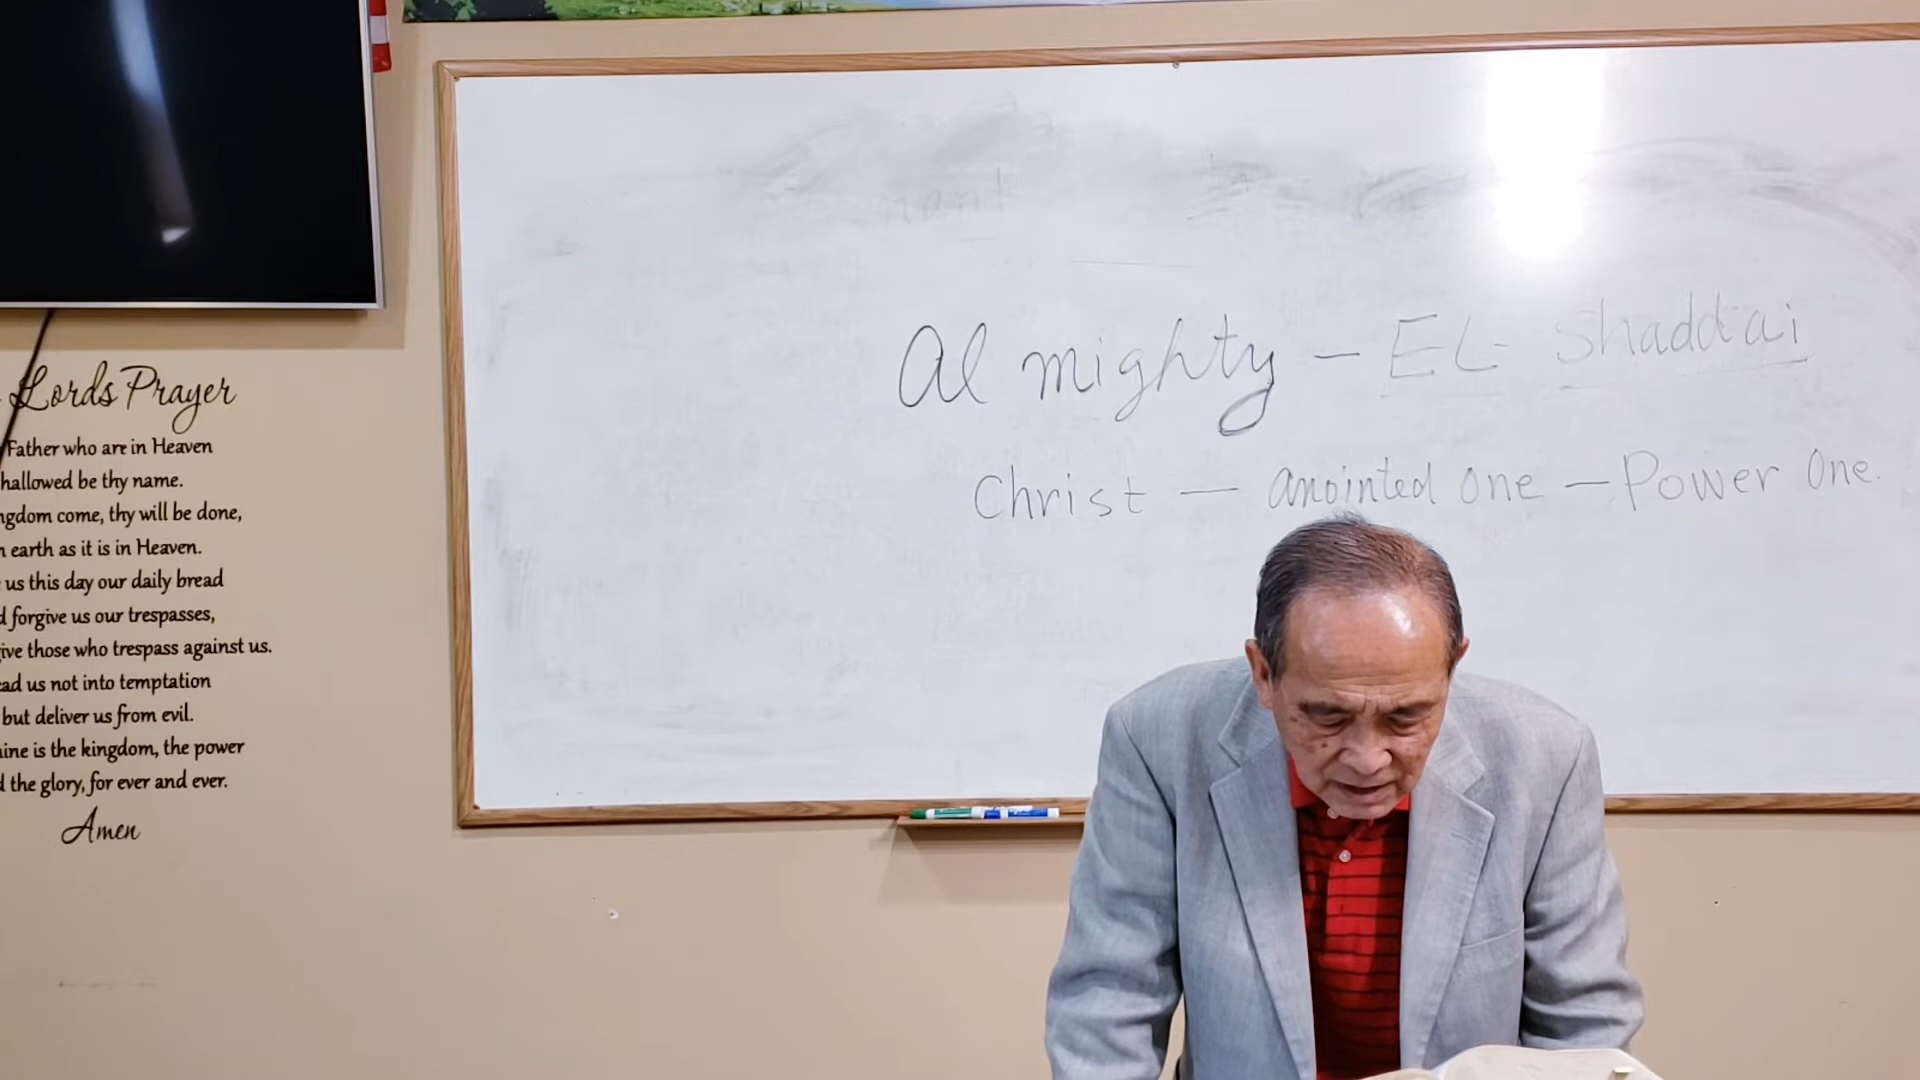 Lords Prayer
Father who are in Heaven
hallowed be thy name.
ngdom come, thy will be done,
n earth as it is in Heaven.
us this day our daily bread
d forgive us our trespasses,
ive those who trespass against us.
ead us not into temptation
but deliver us from evil.
ine is the kingdom, the power
d the glory, for ever and ever.
Amen
Al mighty - EL- Shaddai
Christ - anointed one - Power One.